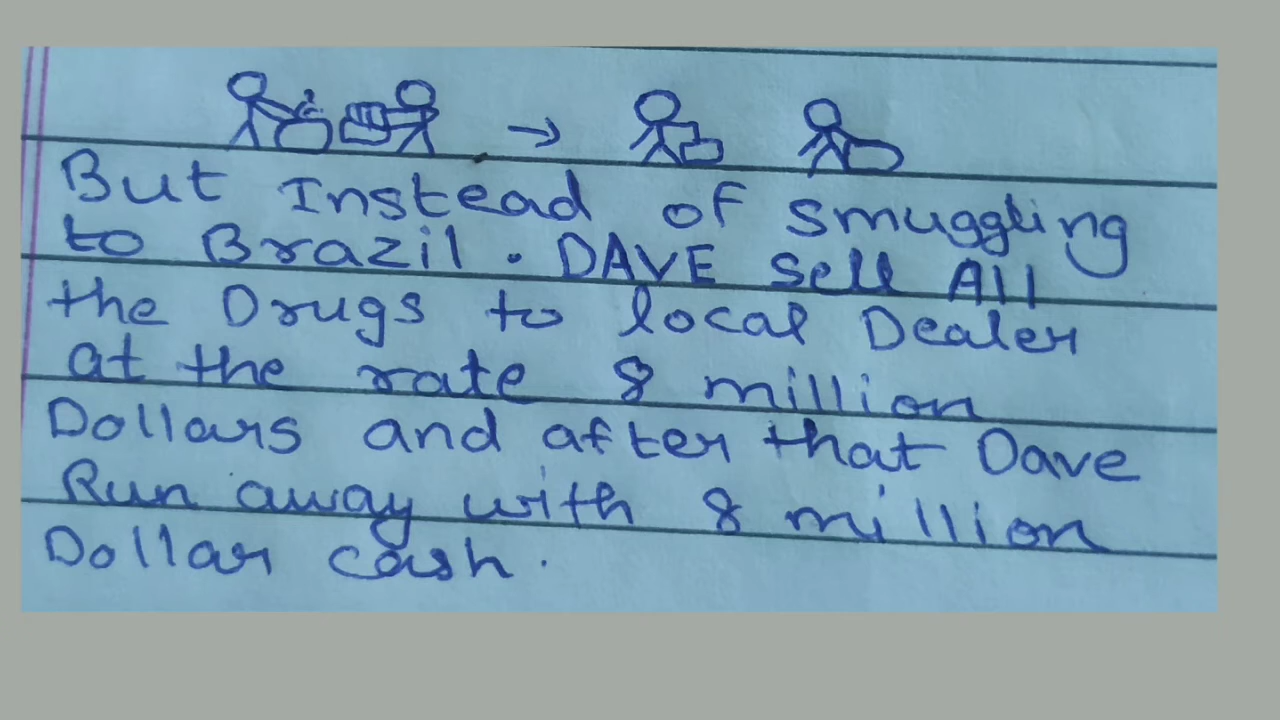 But Instead of smuggling
to Brazil. DAVE Sell All
the Drugs to local Dealer
at the rate 8 million
Dollars and after that Dave
Run away with 8 million
Dollar cash.